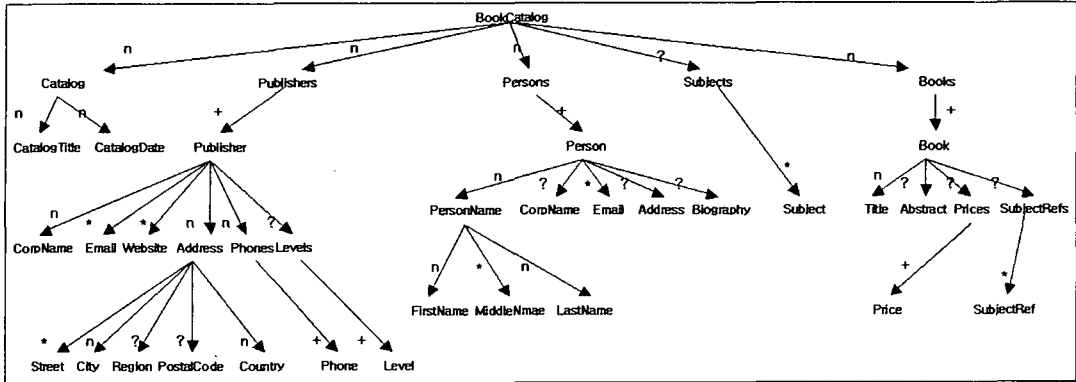 BookCatalog
n n n ? n
Catalog Publishers Persons Subjects Books
n n + + * +
CatalogTitle CatalogDate Publisher Person Book
n * * n n ? n ? * ? ? n ? ? ?
PersonName CorpName Email Address Biography Subject Title Abstract Prices SubjectRefs
CorpName Email Website Address Phones Levels
n * n + *
FirstName MiddleNmae LastName Price SubjectRef
* n ? ? n + +
Street City Region PostalCode Country Phone Level